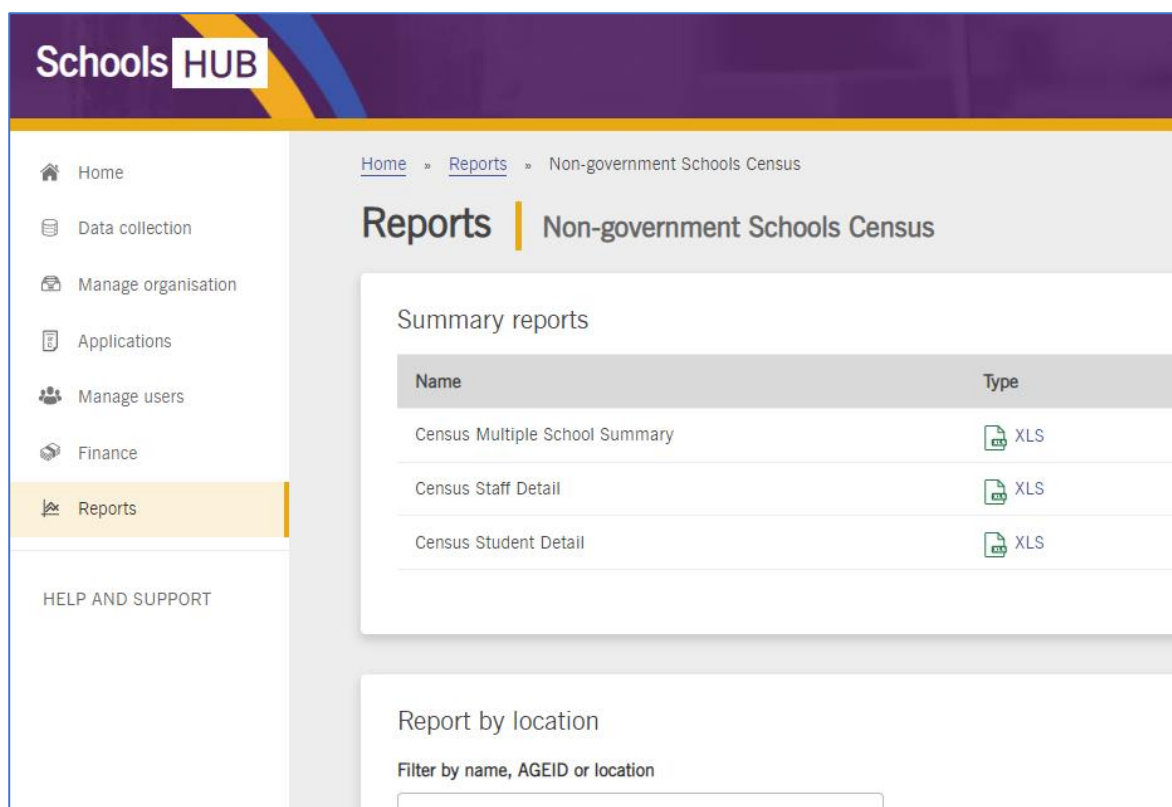 Schools HUB
Home
Data collection
Manage organisation
Applications
Manage users
Finance
Reports
HELP AND SUPPORT
Home » Reports » Non-government Schools Census
Reports Non-government Schools Census
Summary reports
Name Type
Census Multiple School Summary XLS
Census Staff Detail XLS
Census Student Detail XLS
Report by location
Filter by name, AGEID or location